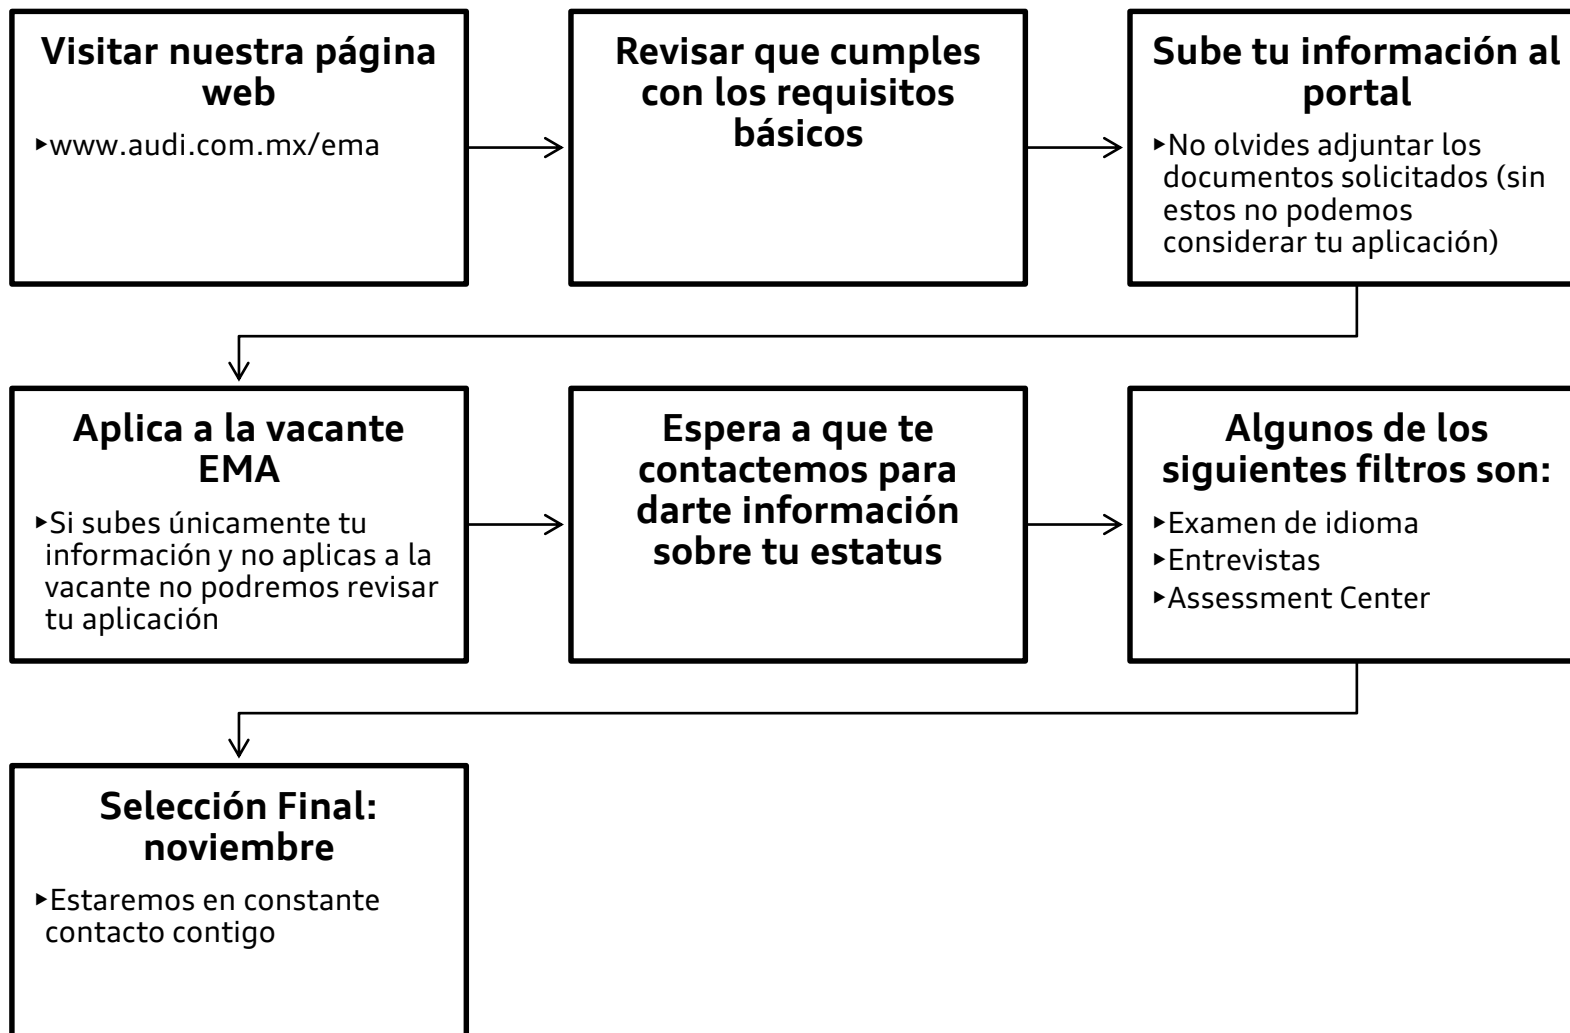 Visitar nuestra página
web
▸www.audi.com.mx/ema
Revisar que cumples
con los requisitos
básicos
Sube tu información al
portal
▸No olvides adjuntar los
documentos solicitados (sin
estos no podemos
considerar tu aplicación)
Aplica a la vacante
EMA
▸Si subes únicamente tu
información y no aplicas a la
vacante no podremos revisar
tu aplicación
Espera a que te
contactemos para
darte información
sobre tu estatus
Algunos de los
siguientes filtros son:
▸Examen de idioma
▸Entrevistas
▸Assessment Center
Selección Final:
noviembre
▸Estaremos en constante
contacto contigo